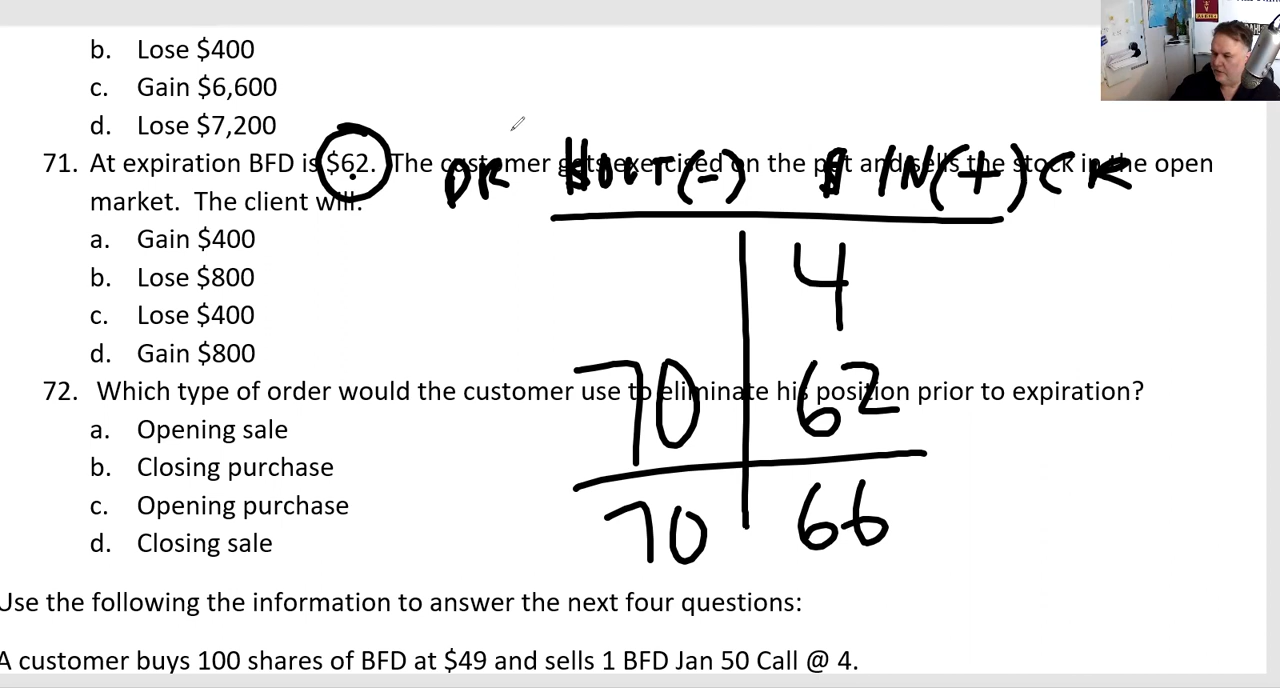 b. Lose $400
c. Gain $6,600
d. Lose $7,200
71. At expiration BFD is $62. The customer gets exercised on the put and sells the stock in the open
market. The client will:
DR $OUT(-) $IN(+) CR
a. Gain $400
b. Lose $800
c. Lose $400
d. Gain $800
4
70 62
70 66
72. Which type of order would the customer use to eliminate his position prior to expiration?
a. Opening sale
b. Closing purchase
c. Opening purchase
d. Closing sale
Use the following the information to answer the next four questions:
A customer buys 100 shares of BFD at $49 and sells 1 BFD Jan 50 Call @ 4.